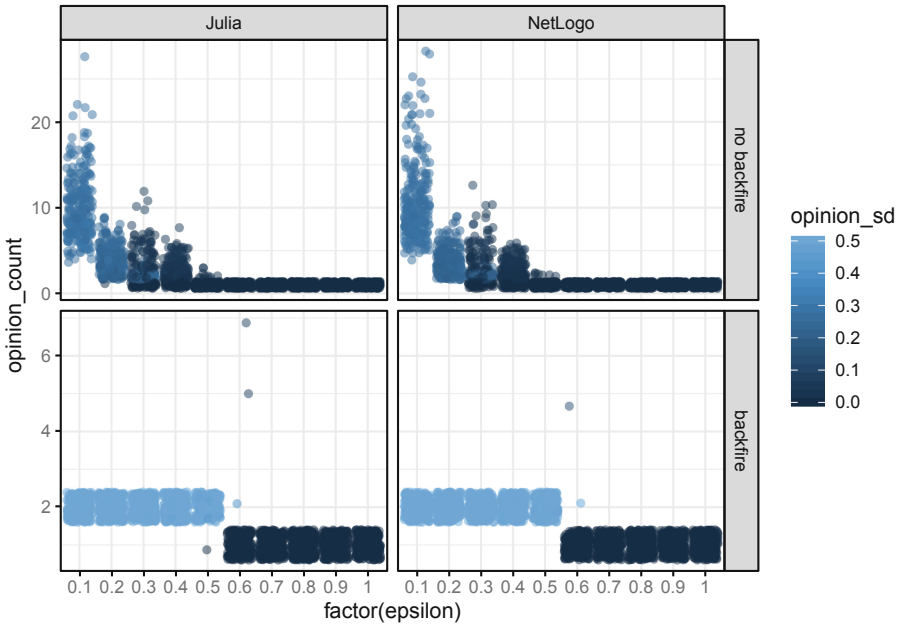 Julia
NetLogo
no backfire
backfire
opinion_count
20
10
0
6
4
2
0.1 0.2 0.3 0.4 0.5 0.6 0.7 0.8 0.9 1
0.1 0.2 0.3 0.4 0.5 0.6 0.7 0.8 0.9 1
factor(epsilon)
opinion_sd
0.5
0.4
0.3
0.2
0.1
0.0